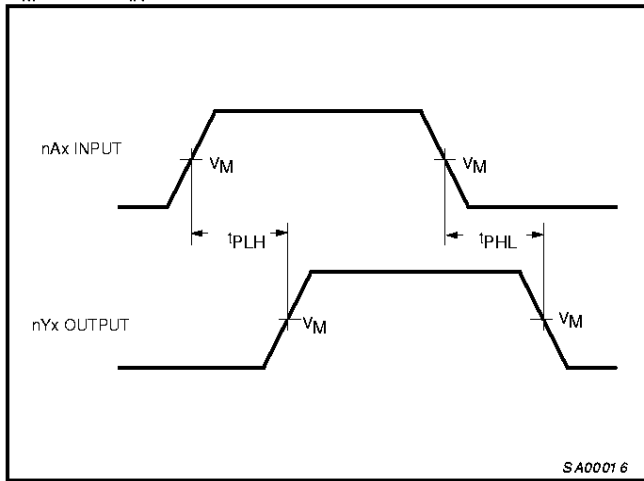 nAx INPUT
VM
VM
tPLH
tPHL
nYx OUTPUT
VM
VM
SA00016